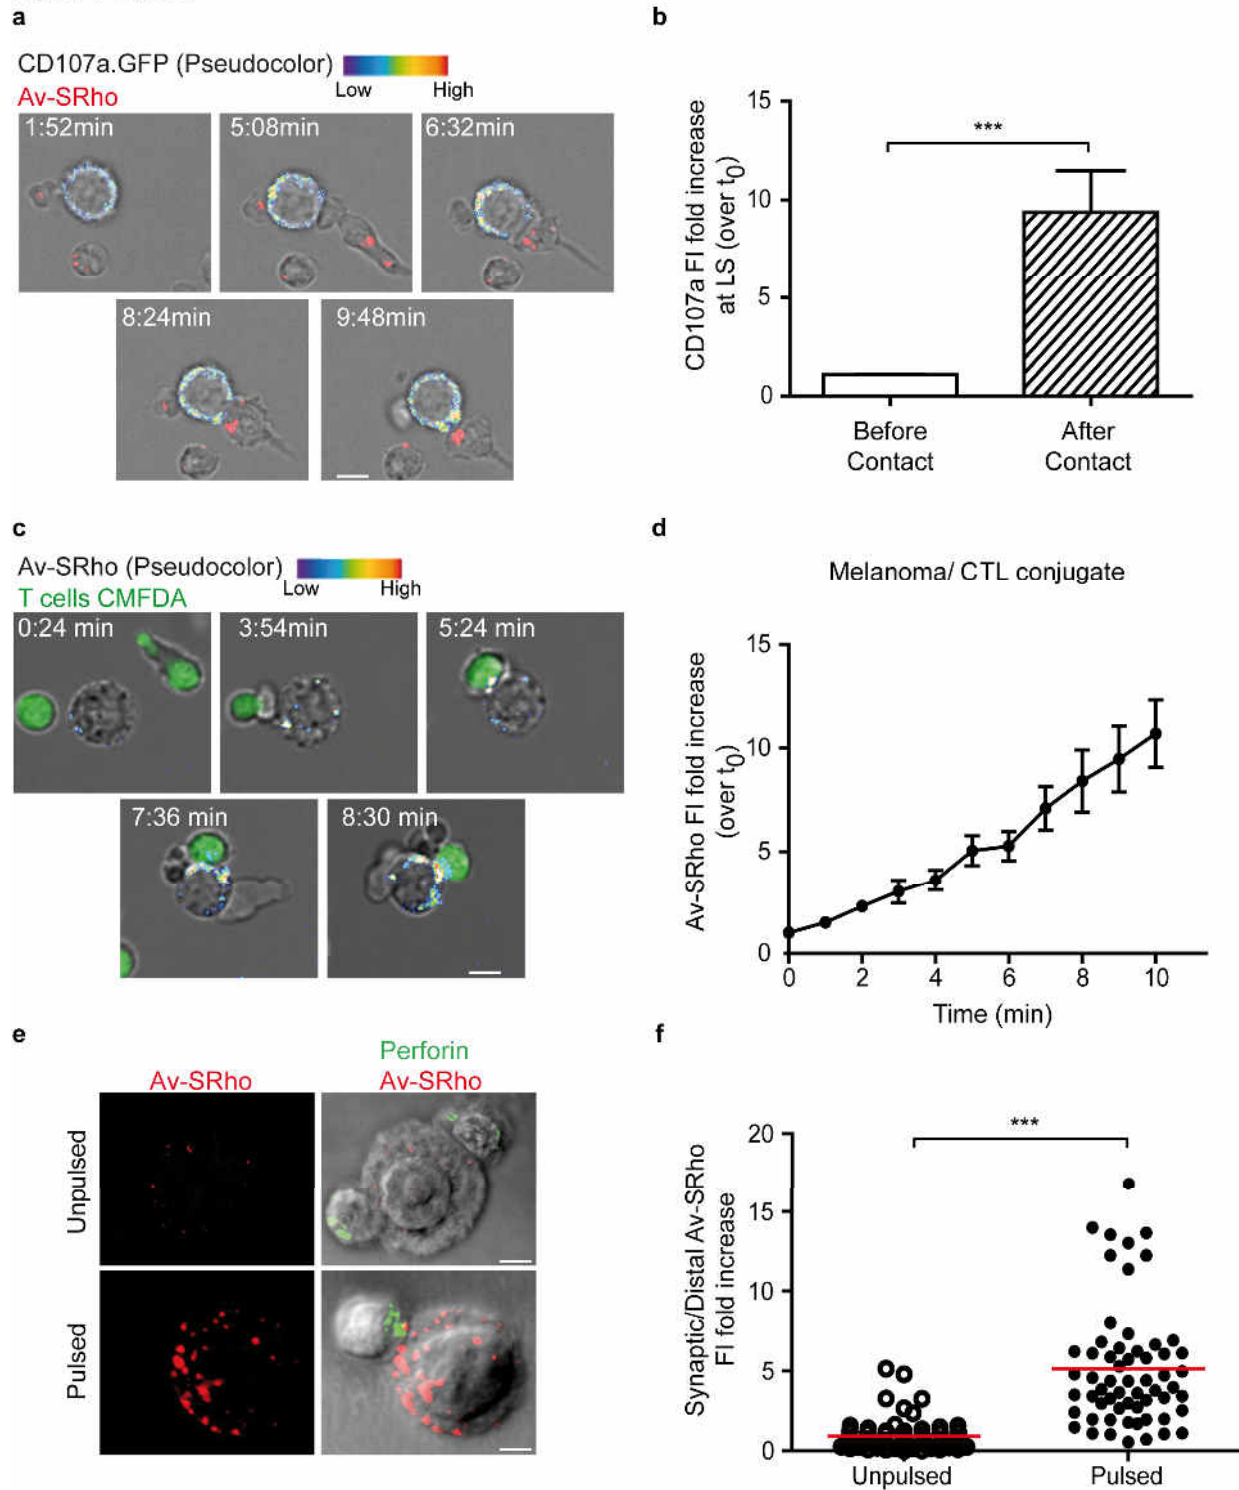 a
CD107a.GFP (Pseudocolor)
Low High
Av-SRho
1:52min
5:08min
6:32min
8:24min
9:48min
b
CD107a FI fold increase
at LS (over t0)
15
10
5
0
***
Before
Contact
After
Contact
c
Av-SRho (Pseudocolor)
Low High
T cells CMFDA
0:24 min
3:54min
5:24 min
7:36 min
8:30 min
d
Melanoma/ CTL conjugate
Av-SRho FI fold increase
(over t0)
15
10
5
0
0 2 4 6 8 10
Time (min)
e
Perforin
Av-SRho Av-SRho
Unpulsed
Pulsed
f
Synaptic/Distal Av-SRho
FI fold increase
20
15
10
5
0
***
Unpulsed Pulsed